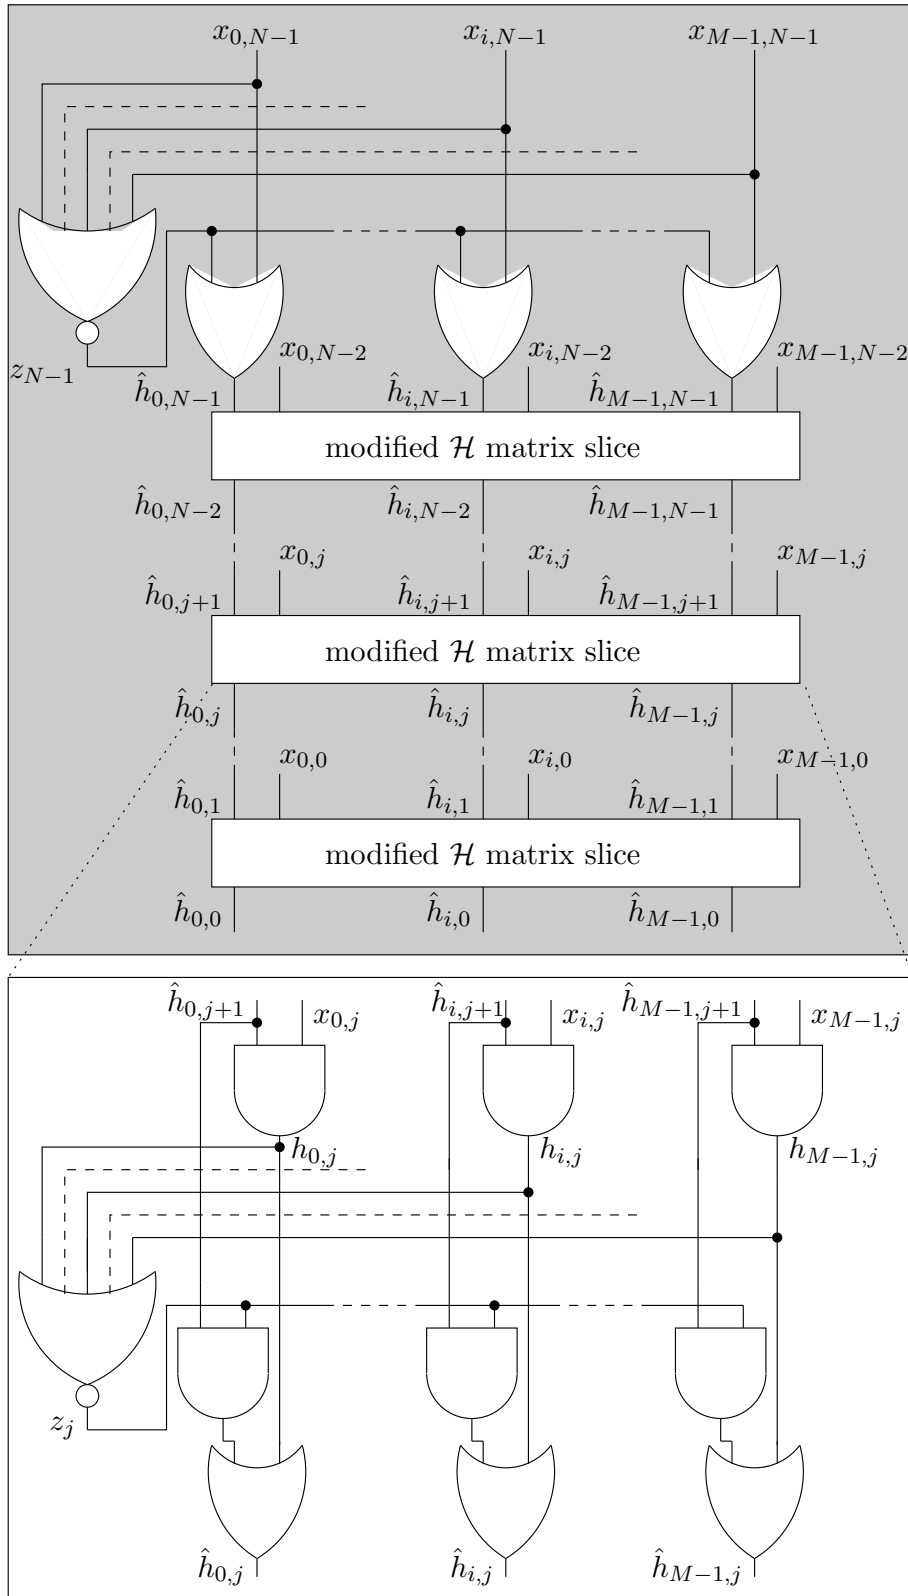 x_{0,N−1} x_{i,N−1} x_{M−1,N−1}
x_{0,N−2} x_{i,N−2} x_{M−1,N−2}
z_{N−1}
ĥ_{0,N−1} ĥ_{i,N−1} ĥ_{M−1,N−1}
modified ℋ matrix slice
ĥ_{0,N−2} ĥ_{i,N−2} ĥ_{M−1,N−1}
x_{0,j} x_{i,j} x_{M−1,j}
ĥ_{0,j+1} ĥ_{i,j+1} ĥ_{M−1,j+1}
modified ℋ matrix slice
ĥ_{0,j} ĥ_{i,j} ĥ_{M−1,j}
x_{0,0} x_{i,0} x_{M−1,0}
ĥ_{0,1} ĥ_{i,1} ĥ_{M−1,1}
modified ℋ matrix slice
ĥ_{0,0} ĥ_{i,0} ĥ_{M−1,0}
ĥ_{0,j+1} ĥ_{i,j+1} ĥ_{M−1,j+1}
x_{0,j} x_{i,j} x_{M−1,j}
h_{0,j} h_{i,j} h_{M−1,j}
z_j
ĥ_{0,j} ĥ_{i,j} ĥ_{M−1,j}